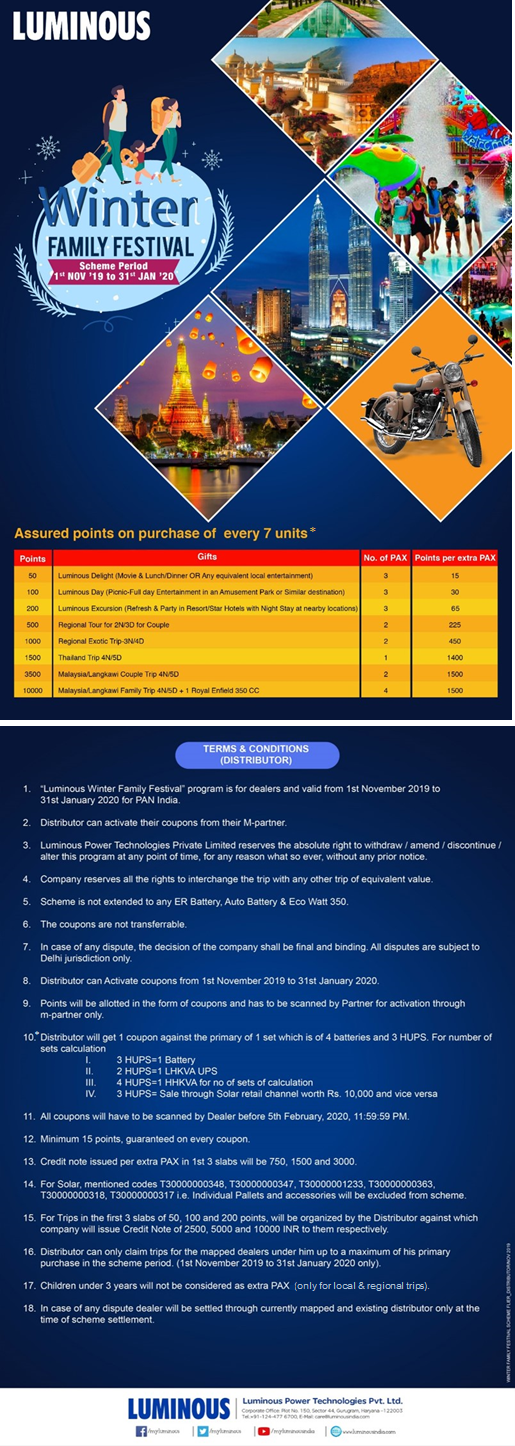 LUMINOUS
Winter
FAMILY FESTIVAL
Scheme Period
1st NOV '19 to 31st JAN '20
Assured points on purchase of every 7 units*
Points Gifts No. of PAX Points per extra PAX
50 Luminous Delight (Movie & Lunch/Dinner OR Any equivalent local entertainment) 3 15
100 Luminous Day (Picnic-Full day Entertainment in an Amusement Park or Similar destination) 3 30
200 Luminous Excursion (Refresh & Party in Resort/Star Hotels with Night Stay at nearby locations) 3 65
500 Regional Tour for 2N/3D for Couple 2 225
1000 Regional Exotic Trip-3N/4D 2 450
1500 Thailand Trip 4N/5D 1 1400
3500 Malaysia/Langkawi Couple Trip 4N/5D 2 1500
10000 Malaysia/Langkawi Family Trip 4N/5D + 1 Royal Enfield 350 CC 4 1500
TERMS & CONDITIONS
(DISTRIBUTOR)
1. "Luminous Winter Family Festival" program is for dealers and valid from 1st November 2019 to
31st January 2020 for PAN India.
2. Distributor can activate their coupons from their M-partner.
3. Luminous Power Technologies Private Limited reserves the absolute right to withdraw / amend / discontinue /
alter this program at any point of time, for any reason what so ever, without any prior notice.
4. Company reserves all the rights to interchange the trip with any other trip of equivalent value.
5. Scheme is not extended to any ER Battery, Auto Battery & Eco Watt 350.
6. The coupons are not transferrable.
7. In case of any dispute, the decision of the company shall be final and binding. All disputes are subject to
Delhi jurisdiction only.
8. Distributor can Activate coupons from 1st November 2019 to 31st January 2020.
9. Points will be allotted in the form of coupons and has to be scanned by Partner for activation through
m-partner only.
10.* Distributor will get 1 coupon against the primary of 1 set which is of 4 batteries and 3 HUPS. For number of
sets calculation
I. 3 HUPS=1 Battery
II. 2 HUPS=1 LHKVA UPS
III. 4 HUPS=1 HHKVA for no of sets of calculation
IV. 3 HUPS= Sale through Solar retail channel worth Rs. 10,000 and vice versa
11. All coupons will have to be scanned by Dealer before 5th February, 2020, 11:59:59 PM.
12. Minimum 15 points, guaranteed on every coupon.
13. Credit note issued per extra PAX in 1st 3 slabs will be 750, 1500 and 3000.
14. For Solar, mentioned codes T30000000348, T30000000347, T30000001233, T30000000363,
T30000000318, T30000000317 i.e. Individual Pallets and accessories will be excluded from scheme.
15. For Trips in the first 3 slabs of 50, 100 and 200 points, will be organized by the Distributor against which
company will issue Credit Note of 2500, 5000 and 10000 INR to them respectively.
16. Distributor can only claim trips for the mapped dealers under him up to a maximum of his primary
purchase in the scheme period. (1st November 2019 to 31st January 2020 only).
17. Children under 3 years will not be considered as extra PAX (only for local & regional trips).
18. In case of any dispute dealer will be settled through currently mapped and existing distributor only at the
time of scheme settlement.
WINTER FAMILY FESTIVAL SCHEME FLIER_DISTRIBUTOR/NOV 2019
LUMINOUS
Luminous Power Technologies Pvt. Ltd.
Corporate Office: Plot No. 150, Sector 44, Gurugram, Haryana -122003
Tel.+91-124-477 6700, E-Mail: care@luminousindia.com
/myluminous /myluminous /myluminousindia www.luminousindia.com